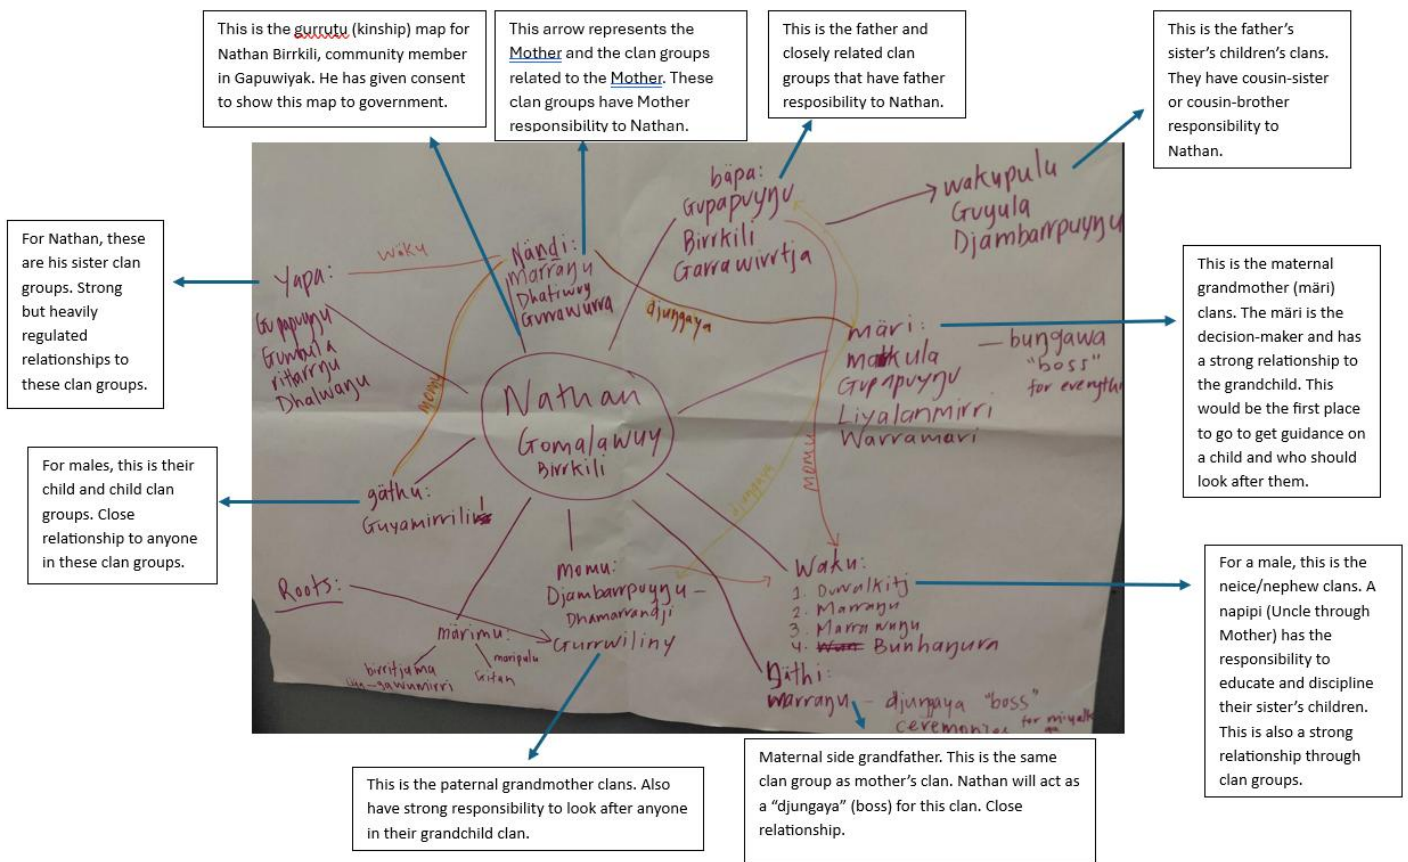 This is the gurrutu (kinship) map for
Nathan Birrkili, community member
in Gapuwiyak. He has given consent
to show this map to government.
This arrow represents the
Mother and the clan groups
related to the Mother. These
clan groups have Mother
responsibility to Nathan.
This is the father and
closely related clan
groups that have father
resposibility to Nathan.
This is the father’s
sister’s children’s clans.
They have cousin-sister
or cousin-brother
responsibility to
Nathan.
For Nathan, these
are his sister clan
groups. Strong
but heavily
regulated
relationships to
these clan groups.
Yapa:
Gupapuyŋu
Gumbula
ritharrŋu
Dhalwaŋu
wäku
Ŋändi:
Marraŋu
Dhatiwuy
Gurrawurra
bäpa:
Gupapuyŋu
Birrkili
Garrawirrtja
wakupulu
Guyula
Djambarrpuyŋu
djungaya
momu
märi:
Gupapuyŋu
Liyalanmirri
Warramari
— bungawa
"boss"
for everythi
This is the maternal
grandmother (märi)
clans. The märi is the
decision-maker and has
a strong relationship to
the grandchild. This
would be the first place
to go to get guidance on
a child and who should
look after them.
Nathan
Gomalawuy
Birrkili
momu
djungaya
For males, this is their
child and child clan
groups. Close
relationship to anyone
in these clan groups.
gäthu:
Roots:
märimu:
birritjama
maripulu
Gitan
momu:
Djambarrpuyŋu —
Dhamarrandji
Gurrwiliny
Waku:
1. Duwalkitj
2. Marraŋu
3. Marrawuŋu
4. Bunhaŋura
Ŋäthi:
warraŋu — djungaya "boss"
ceremonies for miyalk
For a male, this is the
neice/nephew clans. A
napipi (Uncle through
Mother) has the
responsibility to
educate and discipline
their sister’s children.
This is also a strong
relationship through
clan groups.
This is the paternal grandmother clans. Also
have strong responsibility to look after anyone
in their grandchild clan.
Maternal side grandfather. This is the same
clan group as mother’s clan. Nathan will act as
a “djungaya” (boss) for this clan. Close
relationship.